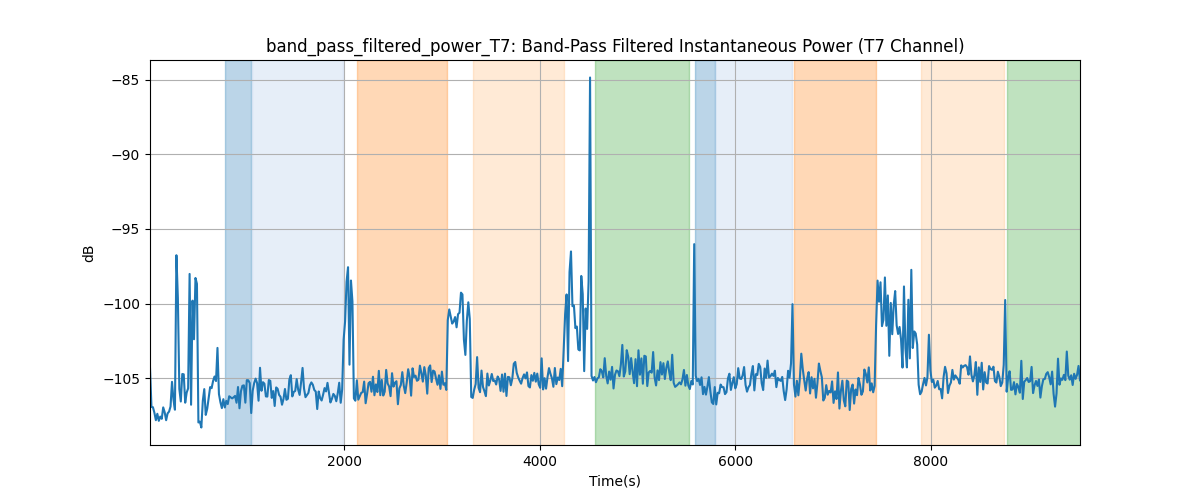 band_pass_filtered_power_T7: Band-Pass Filtered Instantaneous Power (T7 Channel)
−85
−90
−95
−100
−105
dB
2000 4000 6000 8000
Time(s)